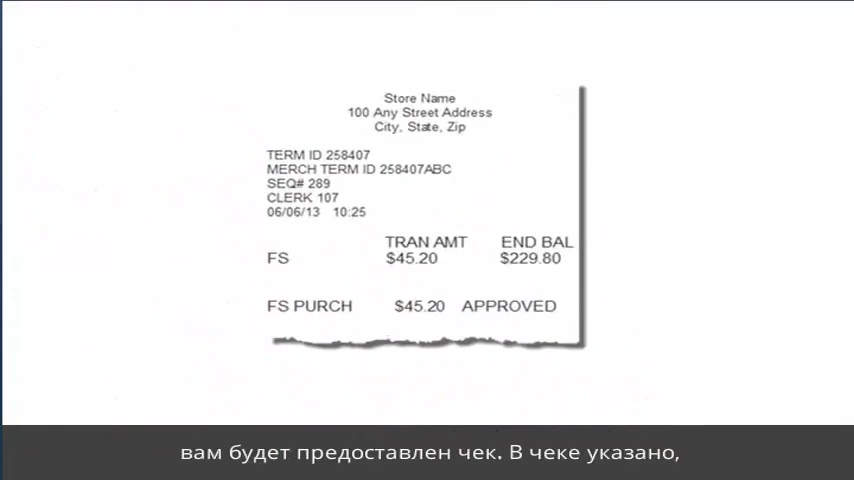 Store Name
100 Any Street Address
City, State, Zip
TERM ID 258407
MERCH TERM ID 258407ABC
SEQ# 289
CLERK 107
06/06/13 10:25
TRAN AMT END BAL
FS $45.20 $229.80
FS PURCH $45.20 APPROVED
вам будет предоставлен чек. В чеке указано,